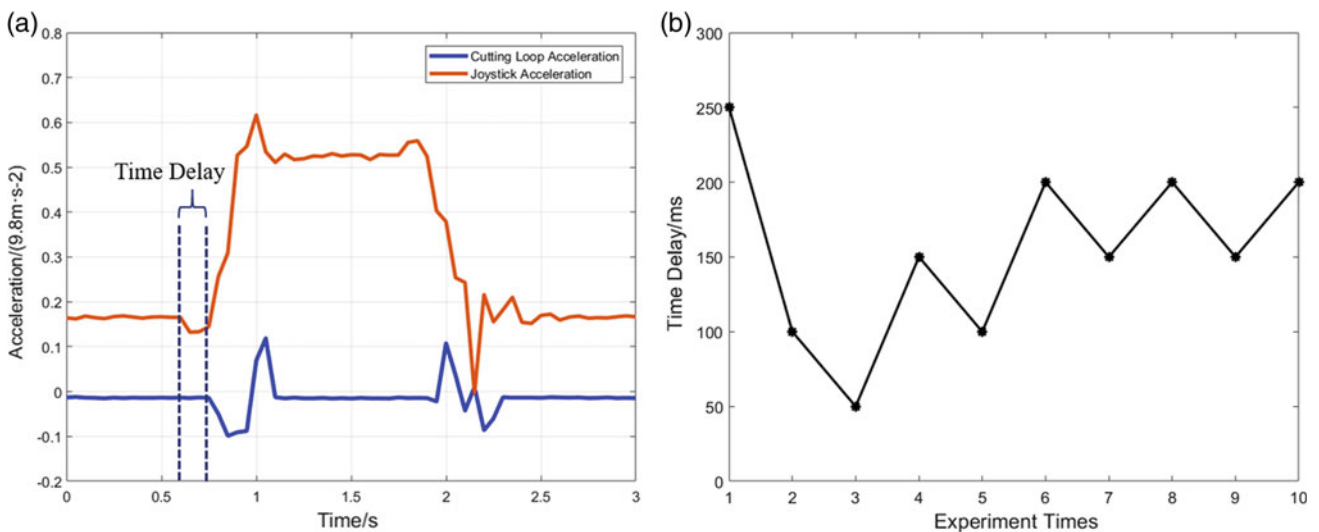 (a)
0.8
0.7
0.6
0.5
0.4
0.3
0.2
0.1
0
-0.1
-0.2
Acceleration/(9.8m·s-2)
Cutting Loop Acceleration
Joystick Acceleration
Time Delay
0 0.5 1 1.5 2 2.5 3
Time/s
(b)
300
250
200
150
100
50
0
Time Delay/ms
1 2 3 4 5 6 7 8 9 10
Experiment Times